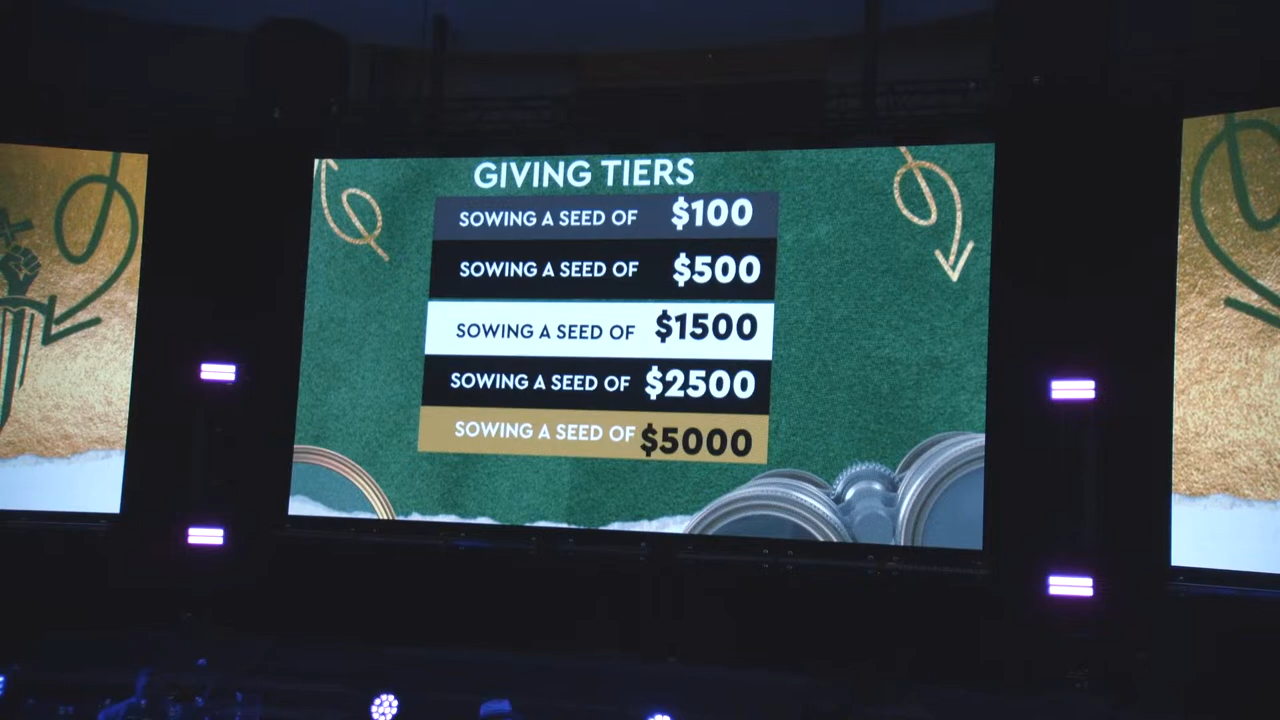 GIVING TIERS
SOWING A SEED OF $100
SOWING A SEED OF $500
SOWING A SEED OF $1500
SOWING A SEED OF $2500
SOWING A SEED OF $5000